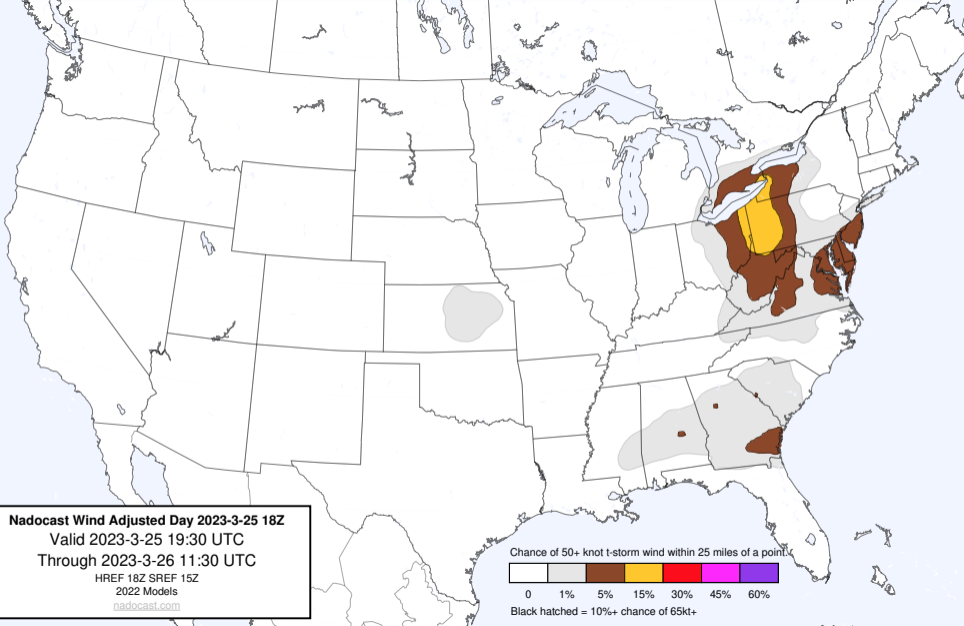 Nadocast Wind Adjusted Day 2023-3-25 18Z
Valid 2023-3-25 19:30 UTC
Through 2023-3-26 11:30 UTC
HREF 18Z SREF 15Z
2022 Models
nadocast.com
Chance of 50+ knot t-storm wind within 25 miles of a point.
0 1% 5% 15% 30% 45% 60%
Black hatched = 10%+ chance of 65kt+